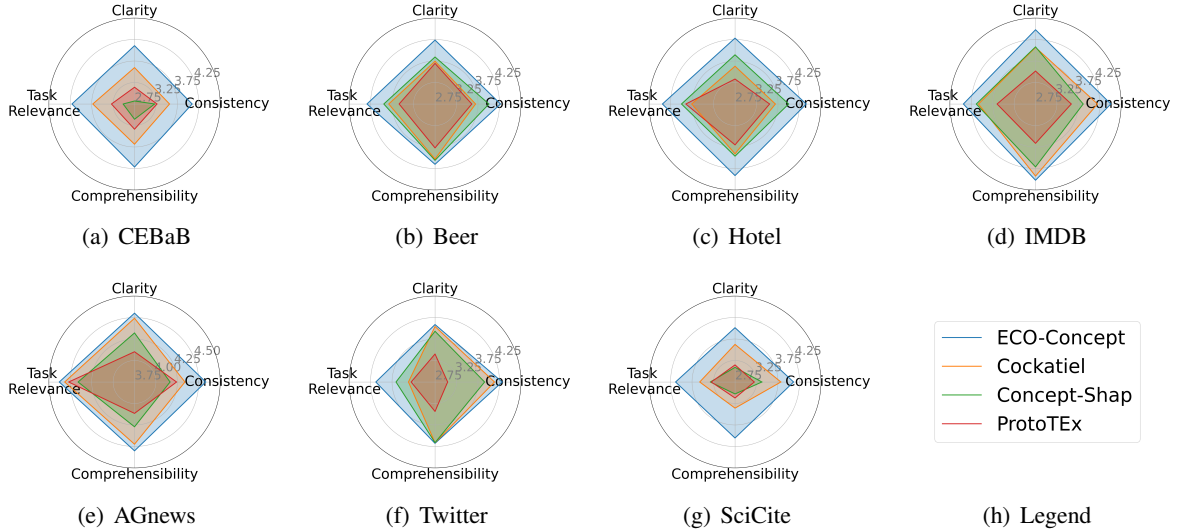 Clarity
4.25
3.75
3.25
2.75
Task
Relevance
Consistency
Comprehensibility
(a) CEBaB
Clarity
4.25
3.75
3.25
2.75
Task
Relevance
Consistency
Comprehensibility
(b) Beer
Clarity
4.25
3.75
3.25
2.75
Task
Relevance
Consistency
Comprehensibility
(c) Hotel
Clarity
4.25
3.75
3.25
2.75
Task
Relevance
Consistency
Comprehensibility
(d) IMDB
Clarity
4.50
4.25
4.00
3.75
Task
Relevance
Consistency
Comprehensibility
(e) AGnews
Clarity
4.25
3.75
3.25
2.75
Task
Relevance
Consistency
Comprehensibility
(f) Twitter
Clarity
4.25
3.75
3.25
2.75
Task
Relevance
Consistency
Comprehensibility
(g) SciCite
ECO-Concept
Cockatiel
Concept-Shap
ProtoTEx
(h) Legend